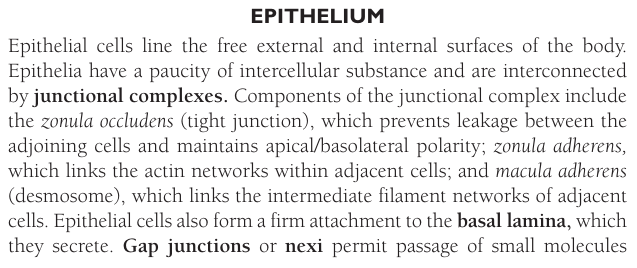 EPITHELIUM
Epithelial cells line the free external and internal surfaces of the body.
Epithelia have a paucity of intercellular substance and are interconnected
by junctional complexes. Components of the junctional complex include
the zonula occludens (tight junction), which prevents leakage between the
adjoining cells and maintains apical/basolateral polarity; zonula adherens,
which links the actin networks within adjacent cells; and macula adherens
(desmosome), which links the intermediate filament networks of adjacent
cells. Epithelial cells also form a firm attachment to the basal lamina, which
they secrete. Gap junctions or nexi permit passage of small molecules